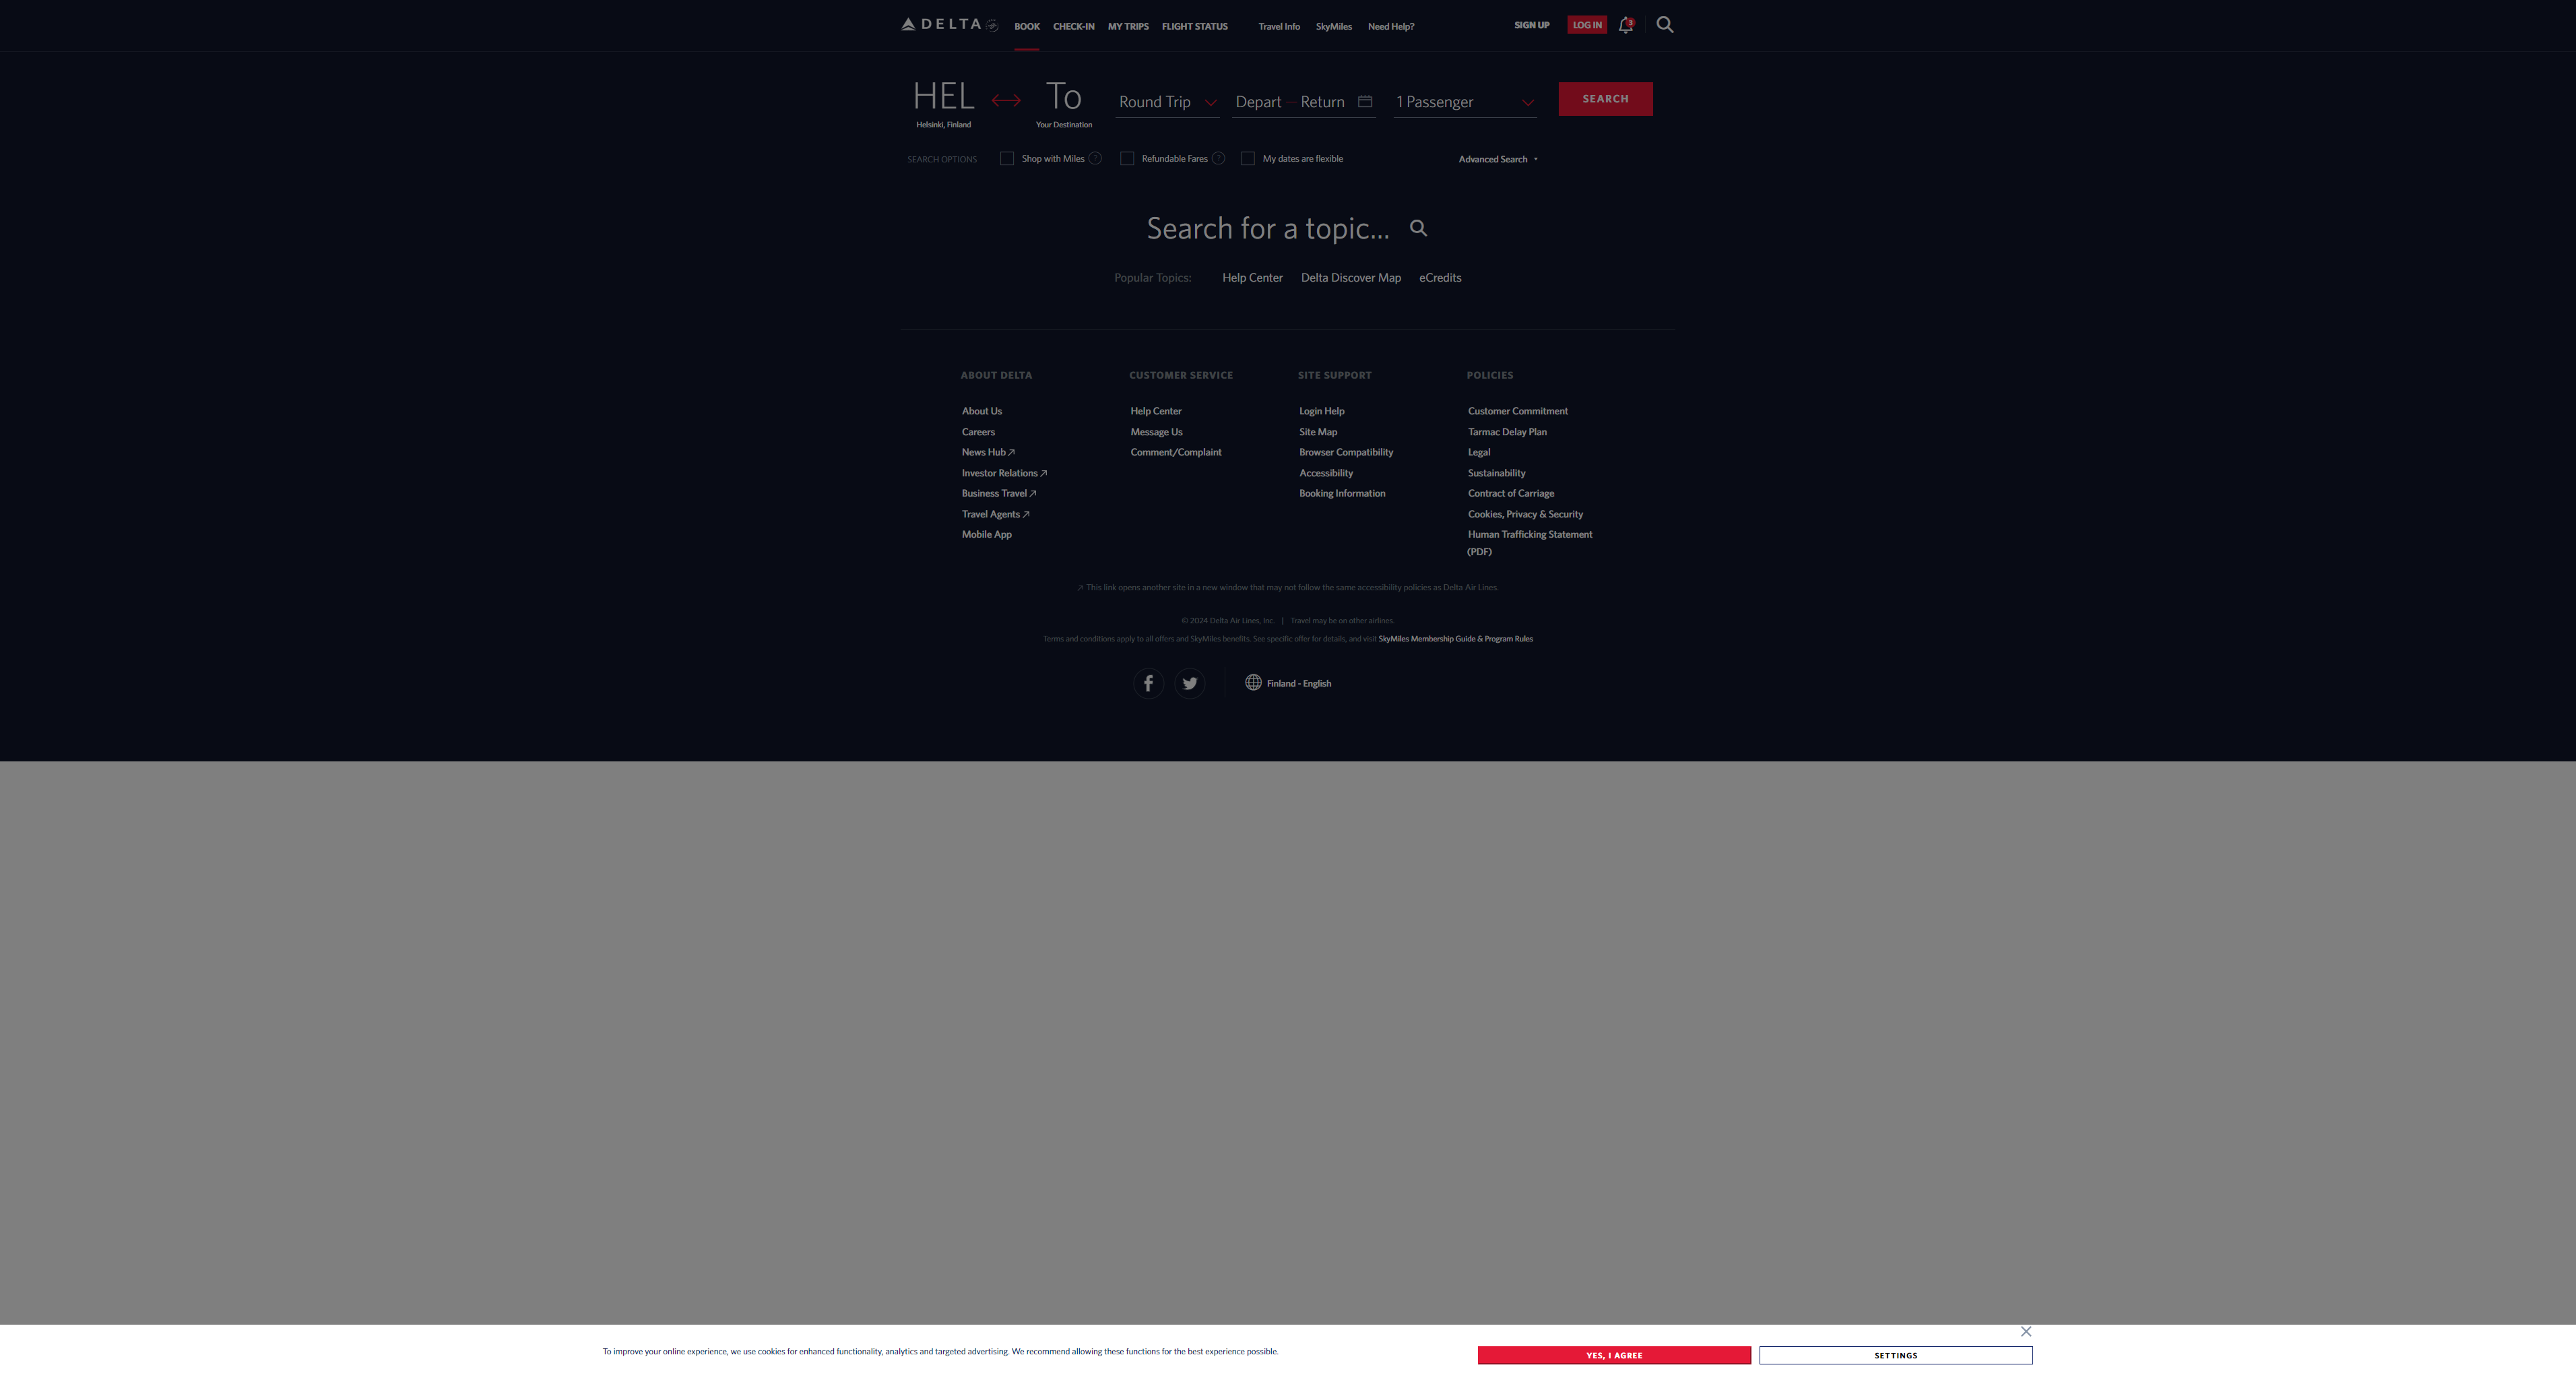 DELTA BOOK CHECK-IN MY TRIPS FLIGHT STATUS Travel Info SkyMiles Need Help? SIGN UP LOG IN 3
HEL To Round Trip Depart — Return 1 Passenger SEARCH
Helsinki, Finland Your Destination
SEARCH OPTIONS Shop with Miles ? Refundable Fares ? My dates are flexible Advanced Search
Search for a topic...
Popular Topics: Help Center Delta Discover Map eCredits
ABOUT DELTA CUSTOMER SERVICE SITE SUPPORT POLICIES
About Us Help Center Login Help Customer Commitment
Careers Message Us Site Map Tarmac Delay Plan
News Hub Comment/Complaint Browser Compatibility Legal
Investor Relations Accessibility Sustainability
Business Travel Booking Information Contract of Carriage
Travel Agents Cookies, Privacy & Security
Mobile App Human Trafficking Statement
(PDF)
This link opens another site in a new window that may not follow the same accessibility policies as Delta Air Lines.
© 2024 Delta Air Lines, Inc. | Travel may be on other airlines.
Terms and conditions apply to all offers and SkyMiles benefits. See specific offer for details, and visit SkyMiles Membership Guide & Program Rules
Finland - English
To improve your online experience, we use cookies for enhanced functionality, analytics and targeted advertising. We recommend allowing these functions for the best experience possible. YES, I AGREE SETTINGS